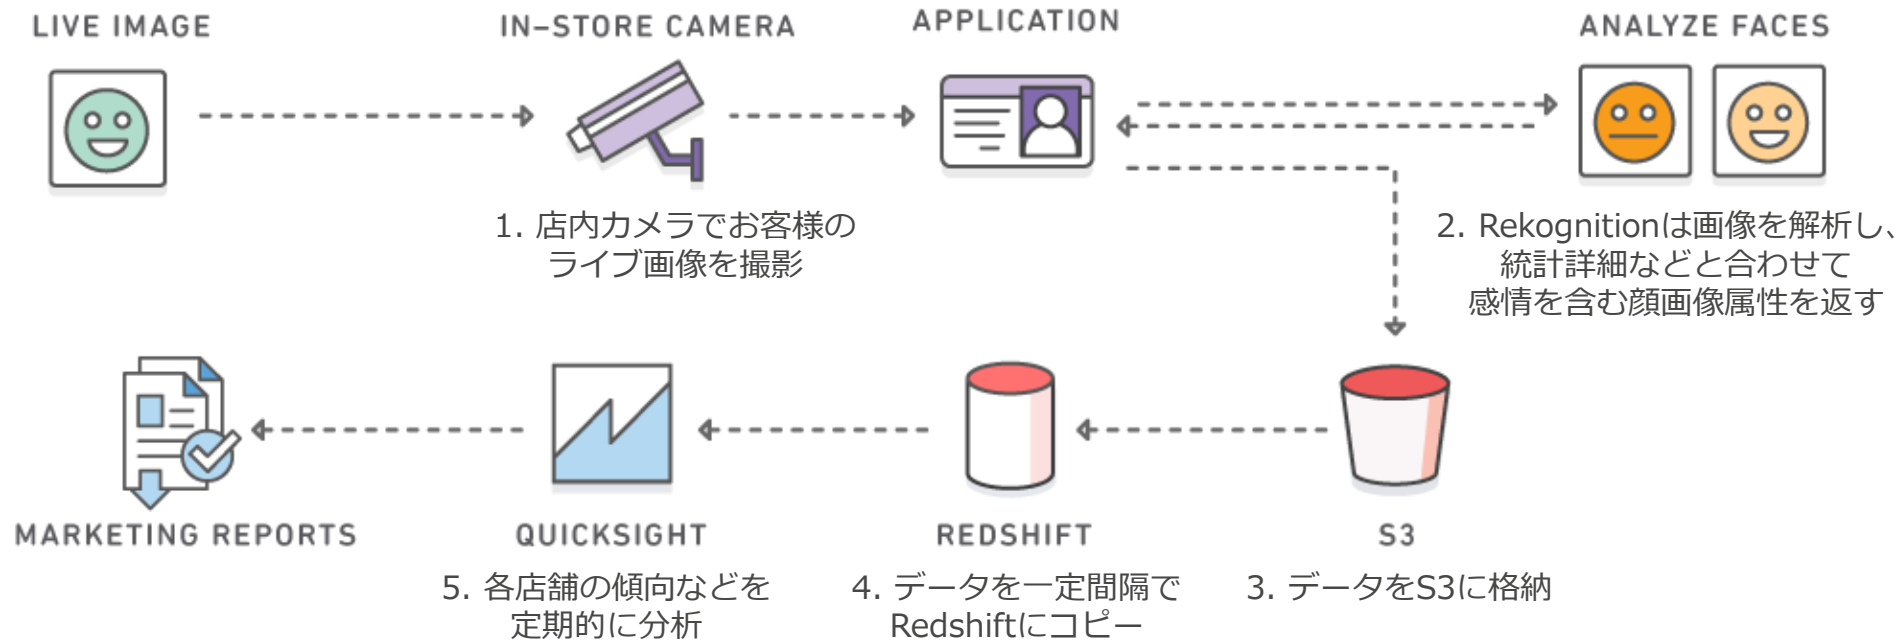 LIVE IMAGE
IN–STORE CAMERA
APPLICATION
ANALYZE FACES
1. 店内カメラでお客様の
ライブ画像を撮影
2. Rekognitionは画像を解析し、
統計詳細などと合わせて
感情を含む顔画像属性を返す
MARKETING REPORTS
QUICKSIGHT
REDSHIFT
S3
5. 各店舗の傾向などを
定期的に分析
4. データを一定間隔で
Redshiftにコピー
3. データをS3に格納